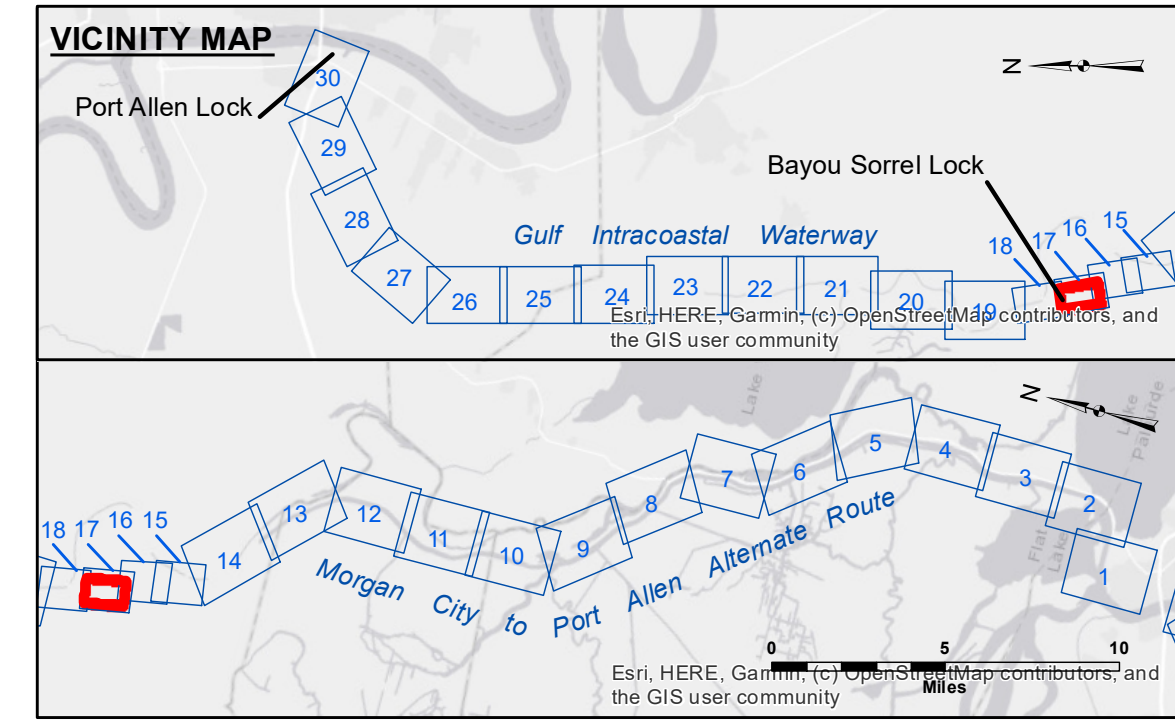 VICINITY MAP
N
30
Port Allen Lock
29
Bayou Sorrel Lock
28
Gulf Intracoastal Waterway
18 17 16 15
27
26 25 24 23 22 21 20 19
Esri, HERE, Garmin, (c) OpenStreetMap contributors, and
the GIS user community
N
Lake
Lake
Palourde
5
4
6
7
3
2
8
13
12
18 17 16 15
11
10
9
14
Flat
Lake
1
Morgan City to Port Allen Alternate Route
0 5 10
Miles
Esri, HERE, Garmin, (c) OpenStreetMap contributors, and
the GIS user community